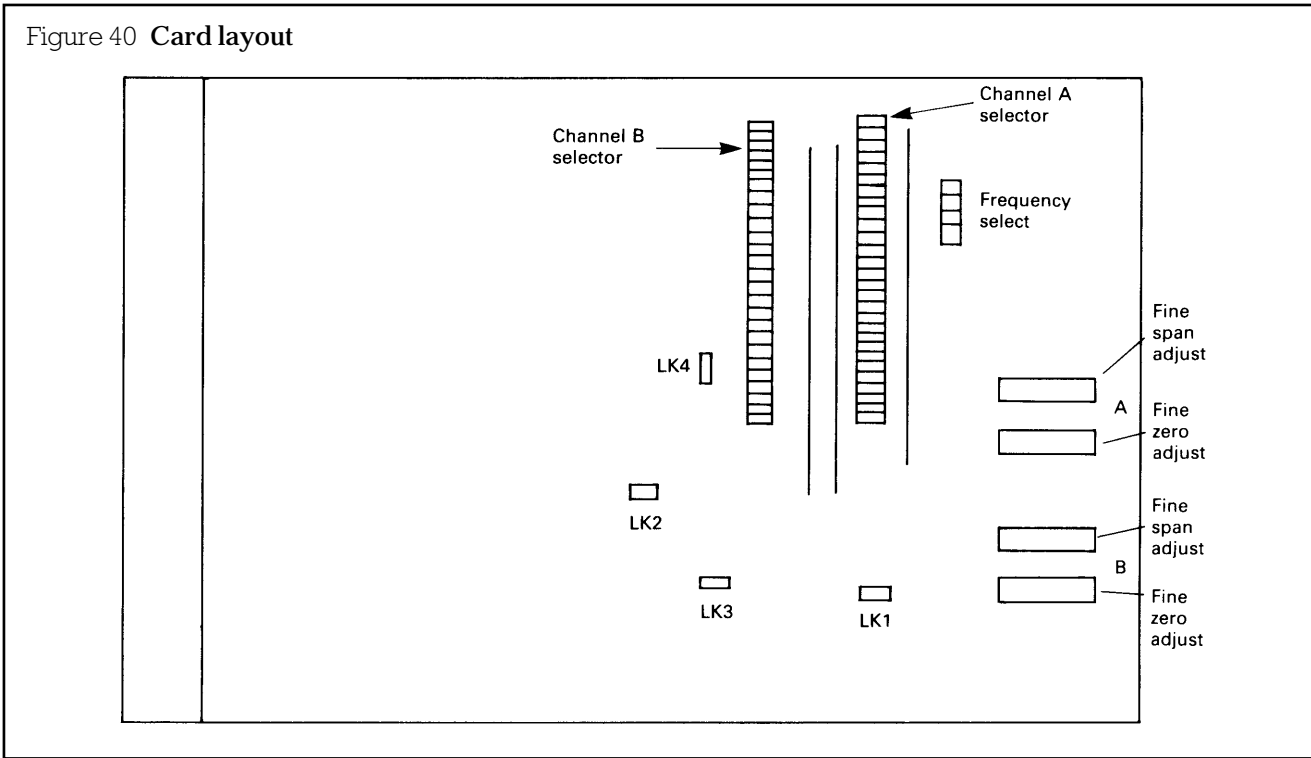 Figure 40 Card layout
Channel A
selector
Channel B
selector
Frequency
select
Fine
span
adjust
LK4
A
Fine
zero
adjust
LK2
Fine
span
adjust
B
LK3
LK1
Fine
zero
adjust